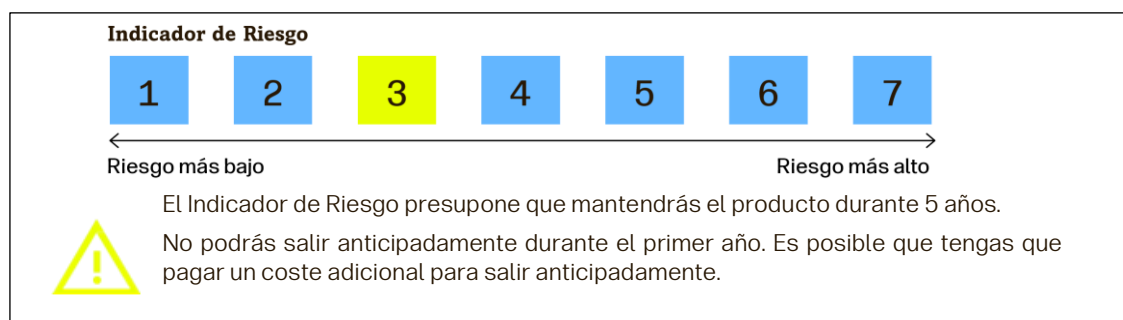 Indicador de Riesgo
1 2 3 4 5 6 7
Riesgo más bajo Riesgo más alto
El Indicador de Riesgo presupone que mantendrás el producto durante 5 años.
No podrás salir anticipadamente durante el primer año. Es posible que tengas que
pagar un coste adicional para salir anticipadamente.
!